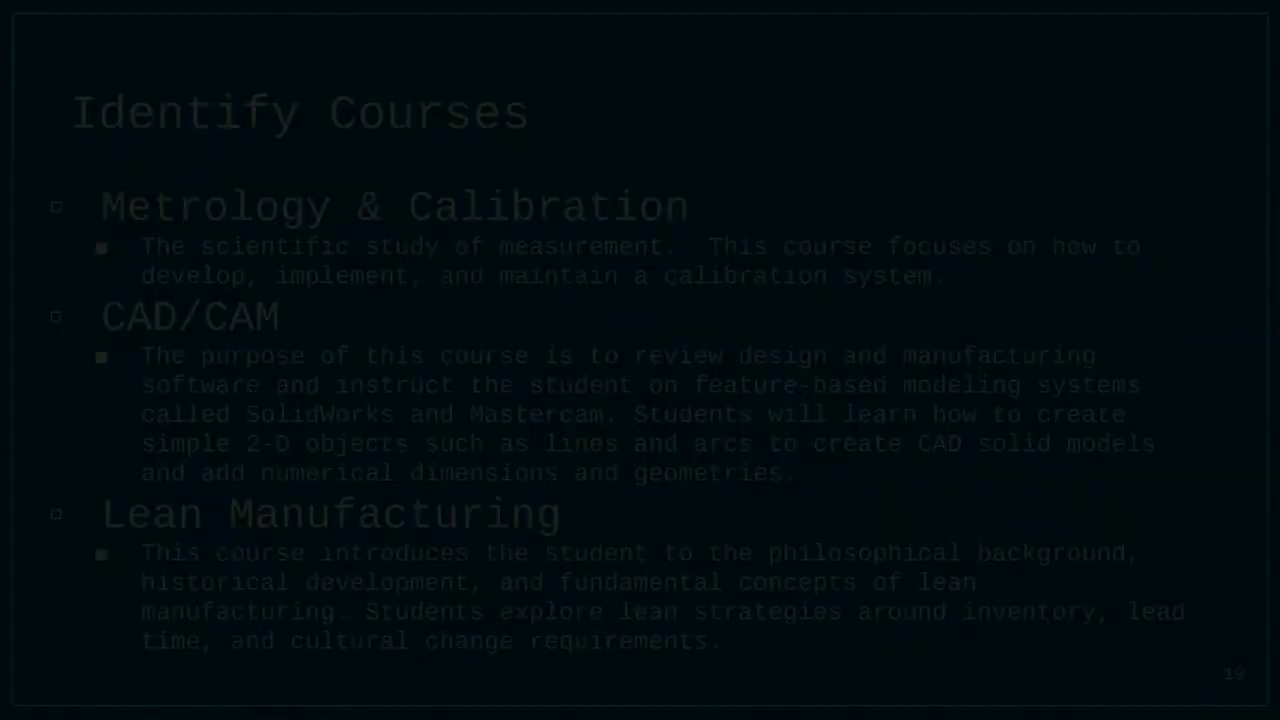 Identify Courses
Metrology & Calibration
The scientific study of measurement.  This course focuses on how to
develop, implement, and maintain a calibration system.
CAD/CAM
The purpose of this course is to review design and manufacturing
software and instruct the student on feature-based modeling systems
called SolidWorks and Mastercam. Students will learn how to create
simple 2-D objects such as lines and arcs to create CAD solid models
and add numerical dimensions and geometries.
Lean Manufacturing
This course introduces the student to the philosophical background,
historical development, and fundamental concepts of lean
manufacturing. Students explore lean strategies around inventory, lead
time, and cultural change requirements.
19